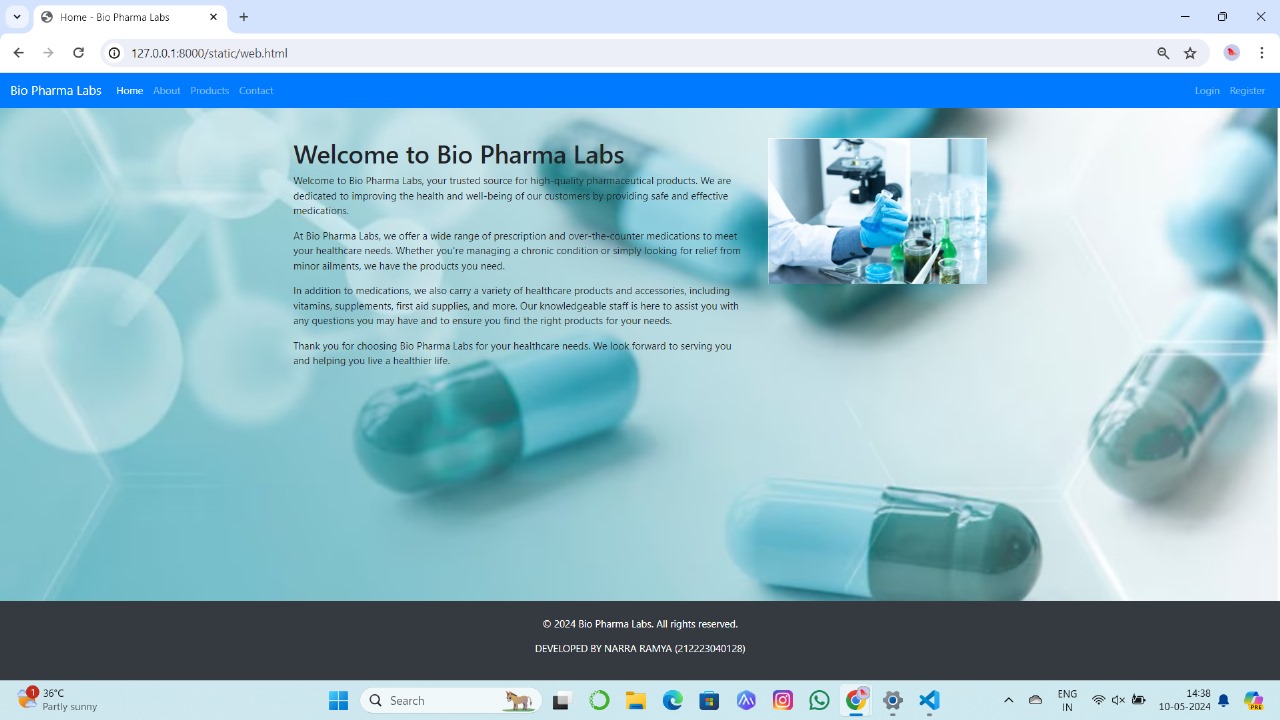 Home - Bio Pharma Labs
127.0.0.1:8000/static/web.html
Bio Pharma Labs Home About Products Contact Login Register
Welcome to Bio Pharma Labs
Welcome to Bio Pharma Labs, your trusted source for high-quality pharmaceutical products. We are
dedicated to improving the health and well-being of our customers by providing safe and effective
medications.
At Bio Pharma Labs, we offer a wide range of prescription and over-the-counter medications to meet
your healthcare needs. Whether you're managing a chronic condition or simply looking for relief from
minor ailments, we have the products you need.
In addition to medications, we also carry a variety of healthcare products and accessories, including
vitamins, supplements, first aid supplies, and more. Our knowledgeable staff is here to assist you with
any questions you may have and to ensure you find the right products for your needs.
Thank you for choosing Bio Pharma Labs for your healthcare needs. We look forward to serving you
and helping you live a healthier life.
© 2024 Bio Pharma Labs. All rights reserved.
DEVELOPED BY NARRA RAMYA (212223040128)
1
36°C
Partly sunny
Search
ENG
IN
14:38
10-05-2024
PRE